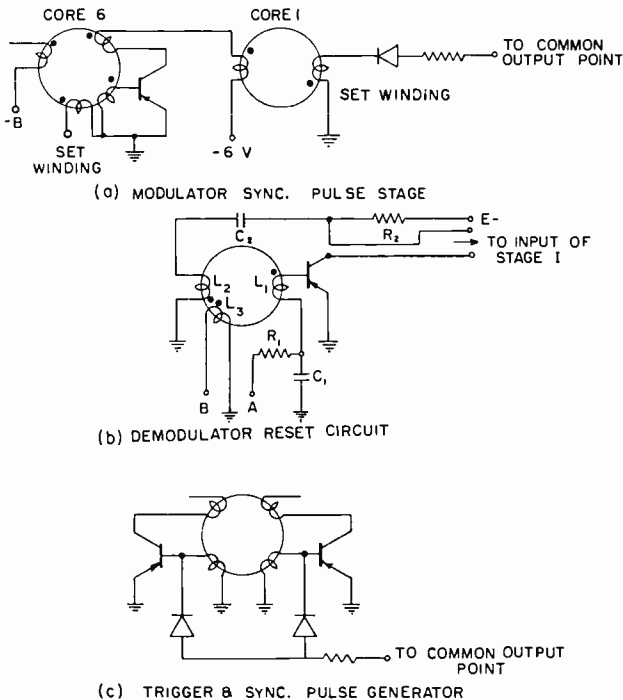 CORE 6
CORE 1
TO COMMON
OUTPUT POINT
SET WINDING
-B
-6 V
SET
WINDING
(a) MODULATOR SYNC. PULSE STAGE
C2
R2
E-
TO INPUT OF
STAGE I
L2
L1
L3
R1
C1
B
A
(b) DEMODULATOR RESET CIRCUIT
TO COMMON OUTPUT
POINT
(c) TRIGGER & SYNC. PULSE GENERATOR